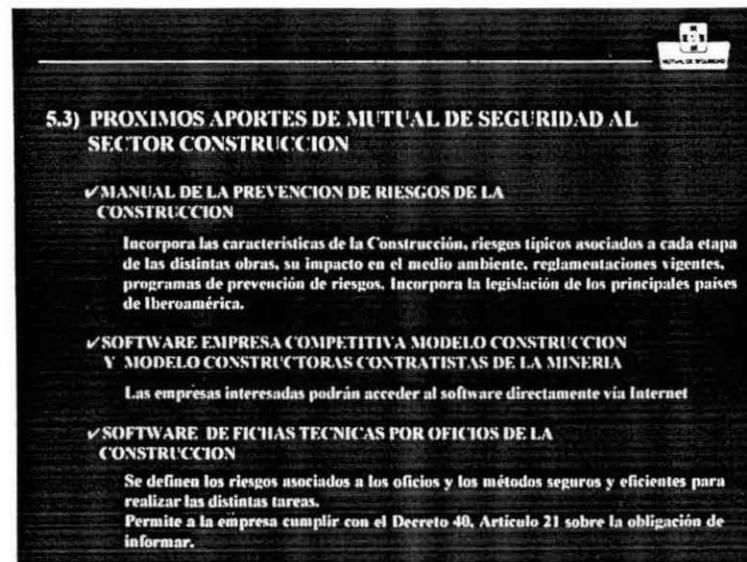 MUTUAL DE SEGURIDAD
5.3) PROXIMOS APORTES DE MUTUAL DE SEGURIDAD AL
SECTOR CONSTRUCCION
✓MANUAL DE LA PREVENCION DE RIESGOS DE LA
CONSTRUCCION
Incorpora las características de la Construcción, riesgos típicos asociados a cada etapa
de las distintas obras, su impacto en el medio ambiente, reglamentaciones vigentes,
programas de prevención de riesgos. Incorpora la legislación de los principales países
de Iberoamérica.
✓SOFTWARE EMPRESA COMPETITIVA MODELO CONSTRUCCION
Y MODELO CONSTRUCTORAS CONTRATISTAS DE LA MINERIA
Las empresas interesadas podrán acceder al software directamente vía Internet
✓SOFTWARE DE FICHAS TECNICAS POR OFICIOS DE LA
CONSTRUCCION
Se definen los riesgos asociados a los oficios y los métodos seguros y eficientes para
realizar las distintas tareas.
Permite a la empresa cumplir con el Decreto 40, Artículo 21 sobre la obligación de
informar.